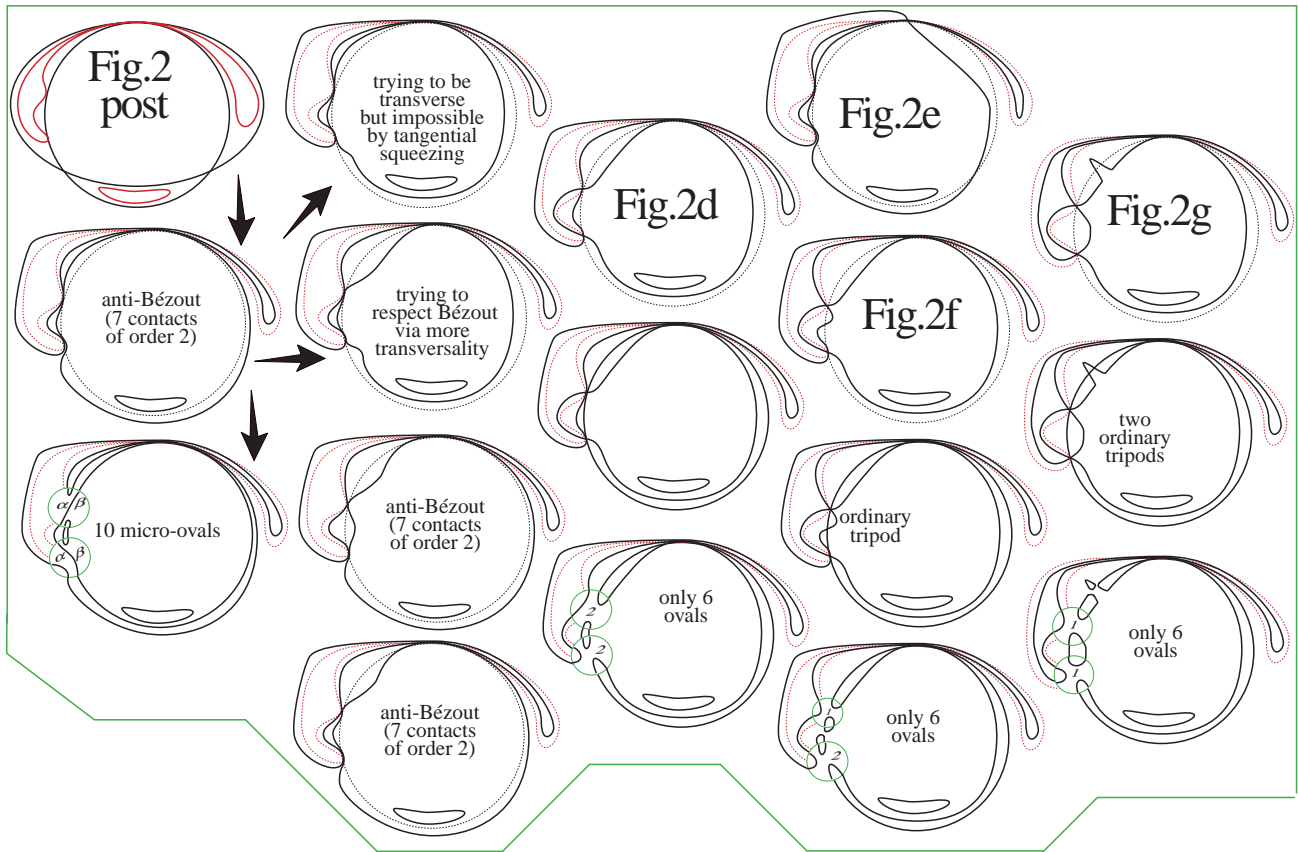 Fig.2
post
trying to be
transverse
but impossible
by tangential
squeezing
Fig.2d
Fig.2e
Fig.2g
anti-Bézout
(7 contacts
of order 2)
trying to
respect Bézout
via more
transversality
Fig.2f
two
ordinary
tripods
α β
10 micro-ovals
α β
anti-Bézout
(7 contacts
of order 2)
ordinary
tripod
2
only 6
ovals
2
1
only 6
ovals
1
anti-Bézout
(7 contacts
of order 2)
1
only 6
ovals
2